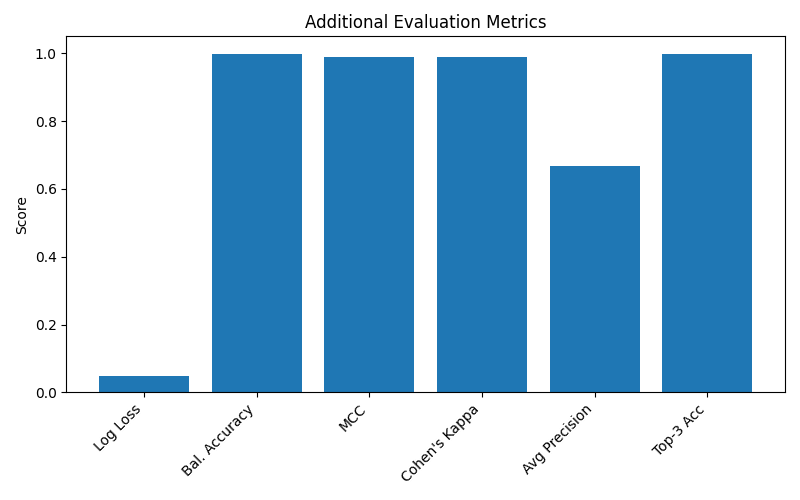 Additional Evaluation Metrics
Score
1.0
0.8
0.6
0.4
0.2
0.0
Log Loss
Bal. Accuracy
MCC
Cohen's Kappa
Avg Precision
Top-3 Acc